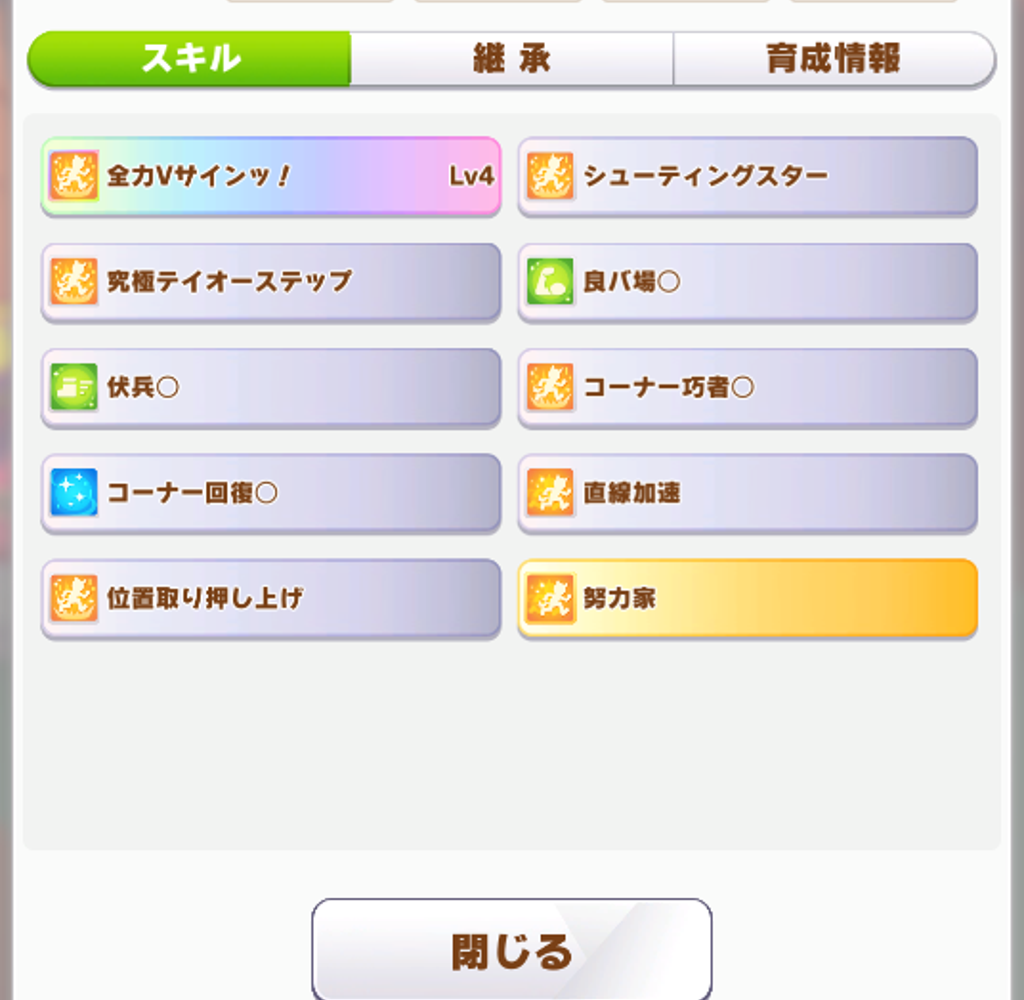 スキル
継承
育成情報
全力Vサインッ！ Lv4
シューティングスター
究極テイオーステップ
良バ場○
伏兵○
コーナー巧者○
コーナー回復○
直線加速
位置取り押し上げ
努力家
閉じる